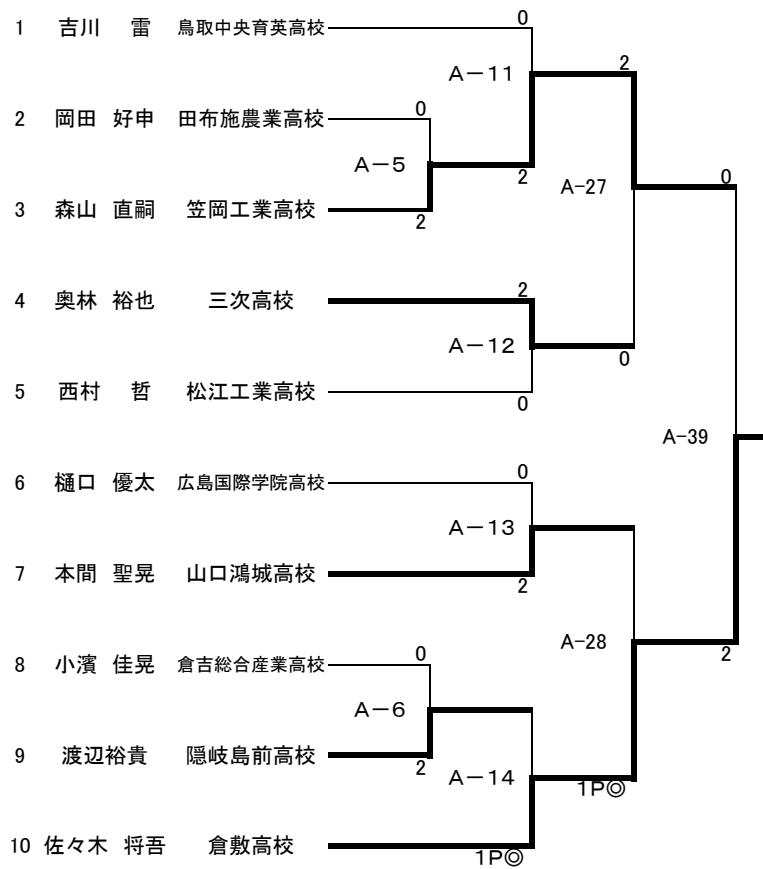 0
1 吉川 雷 鳥取中央育英高校
A－11 2
0
2 岡田 好申 田布施農業高校
A－5
2 A-27 0
3 森山 直嗣 笠岡工業高校
2
2
4 奥林 裕也 三次高校
A－12
0
5 西村 哲 松江工業高校
0
A-39
0
6 樋口 優太 広島国際学院高校
A－13
7 本間 聖晃 山口鴻城高校
2
A-28
0 2
8 小濱 佳晃 倉吉総合産業高校
A－6
9 渡辺裕貴 隠岐島前高校
2
A－14 1P◎
10 佐々木 将吾 倉敷高校
1P◎